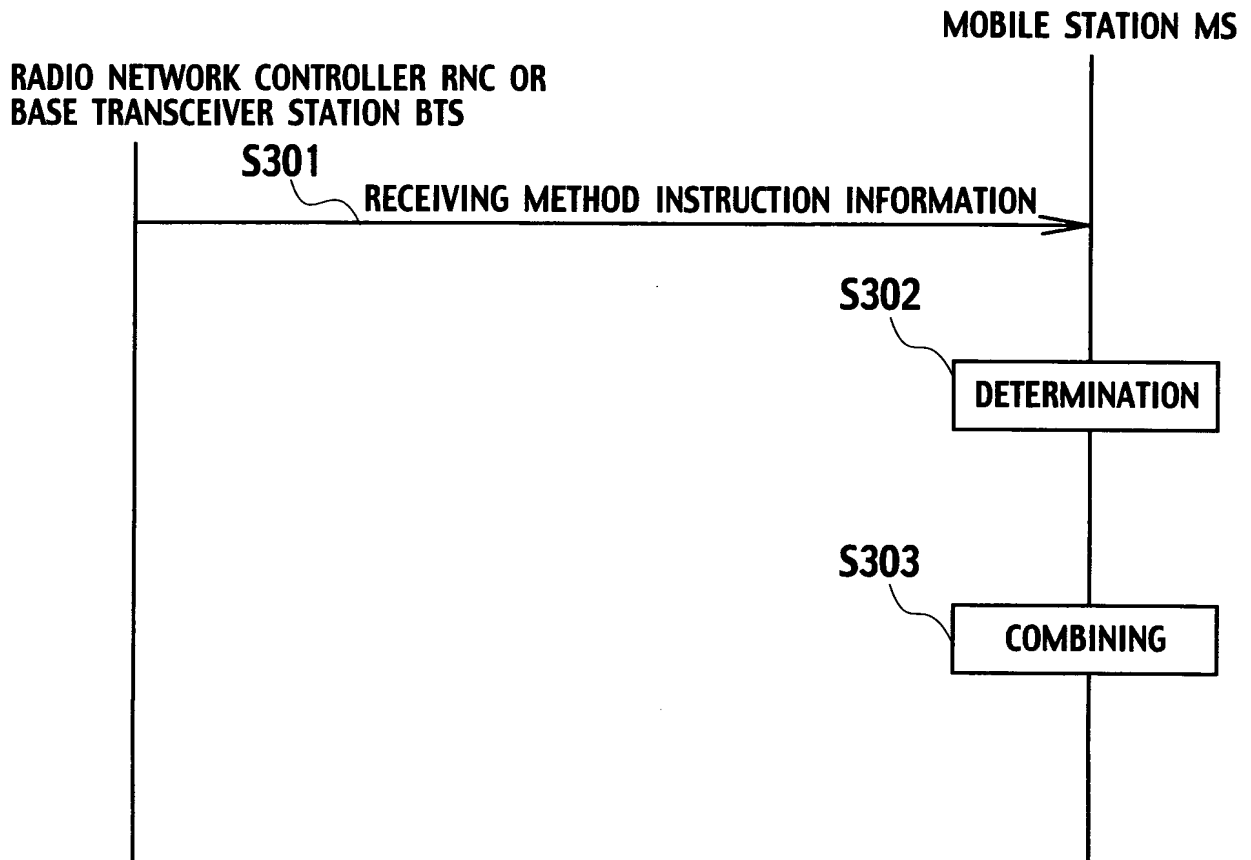 MOBILE STATION MS
RADIO NETWORK CONTROLLER RNC OR
BASE TRANSCEIVER STATION BTS
S301
RECEIVING METHOD INSTRUCTION INFORMATION
S302
DETERMINATION
S303
COMBINING